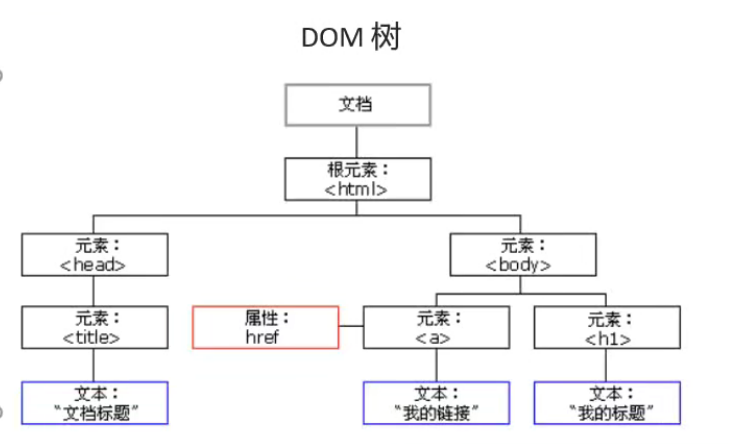 DOM 树
文档
根元素：
<html>
元素：
<head>
元素：
<body>
元素：
<title>
属性：
href
元素：
<a>
元素：
<h1>
文本：
“文档标题”
文本：
“我的链接”
文本：
“我的标题”